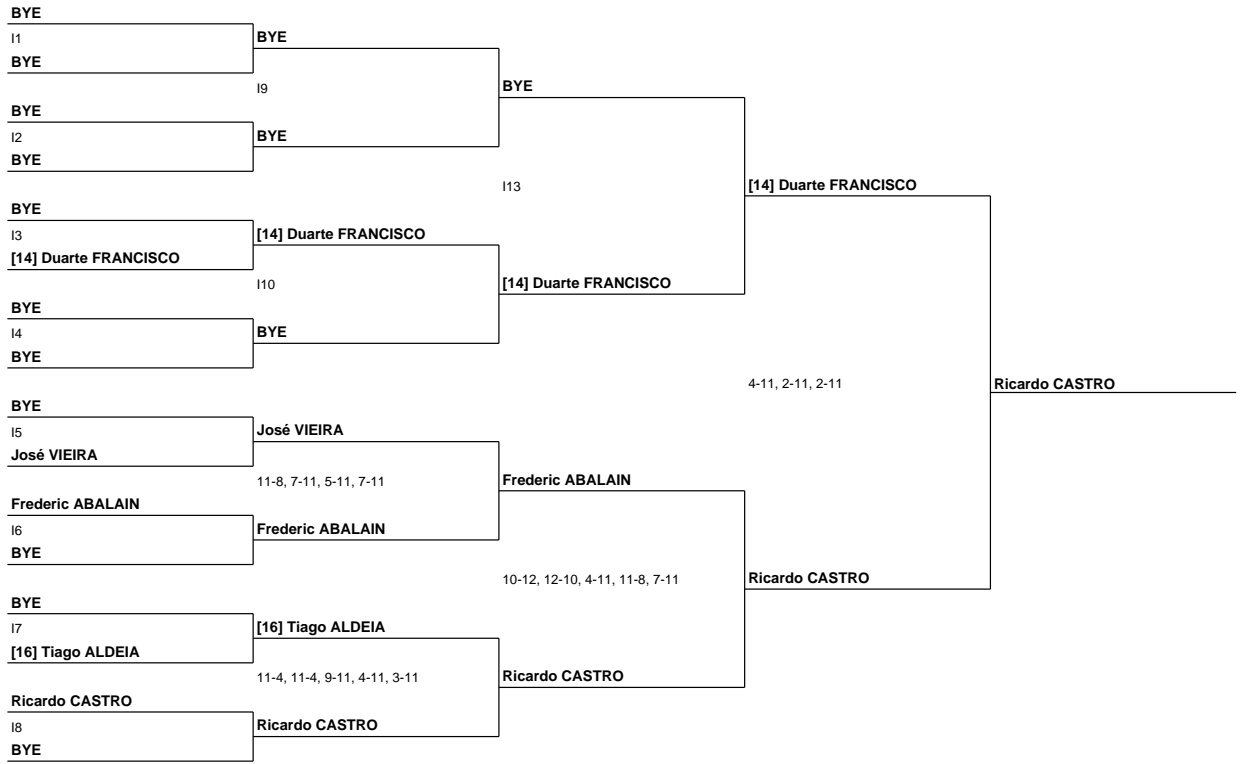 BYE
I1
BYE
BYE
I9
BYE
BYE
I2
BYE
BYE
I13
[14] Duarte FRANCISCO
BYE
I3
[14] Duarte FRANCISCO
[14] Duarte FRANCISCO
I10
[14] Duarte FRANCISCO
BYE
I4
BYE
BYE
4-11, 2-11, 2-11
Ricardo CASTRO
BYE
I5
José VIEIRA
José VIEIRA
11-8, 7-11, 5-11, 7-11
Frederic ABALAIN
Frederic ABALAIN
I6
Frederic ABALAIN
BYE
10-12, 12-10, 4-11, 11-8, 7-11
Ricardo CASTRO
BYE
I7
[16] Tiago ALDEIA
[16] Tiago ALDEIA
11-4, 11-4, 9-11, 4-11, 3-11
Ricardo CASTRO
Ricardo CASTRO
I8
Ricardo CASTRO
BYE